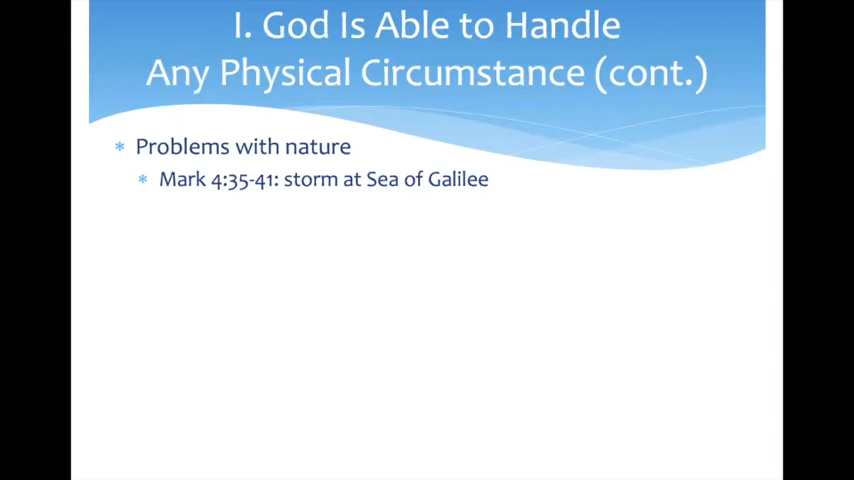 I. God Is Able to Handle
Any Physical Circumstance (cont.)
* Problems with nature
* Mark 4:35-41: storm at Sea of Galilee